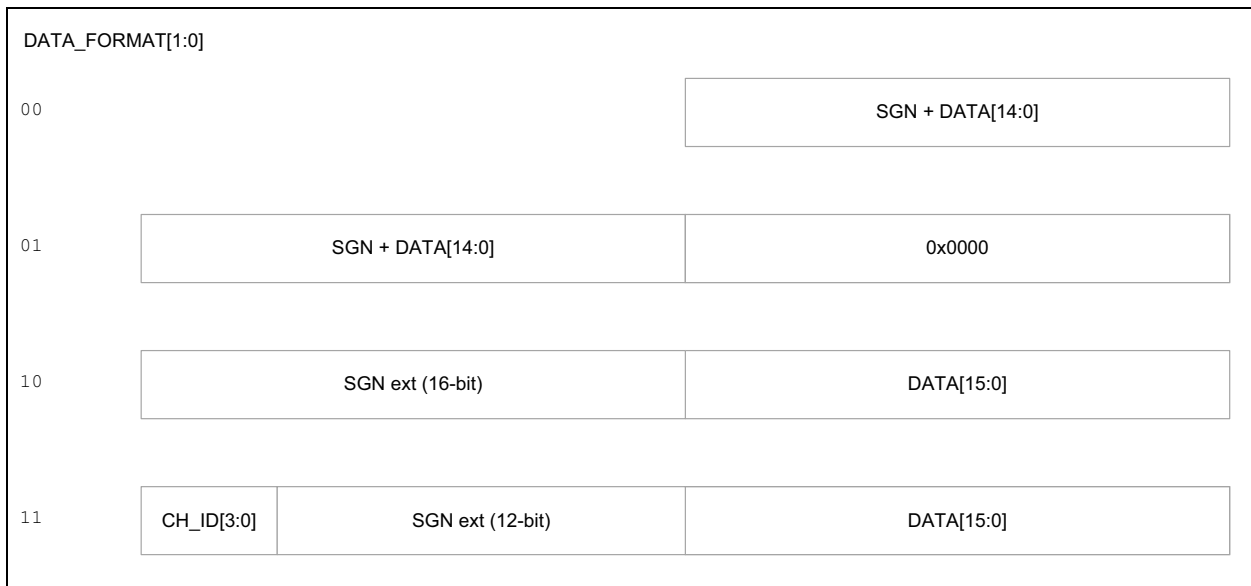 DATA_FORMAT[1:0]
00 SGN + DATA[14:0]
01 SGN + DATA[14:0] 0x0000
10 SGN ext (16-bit) DATA[15:0]
11 CH_ID[3:0] SGN ext (12-bit) DATA[15:0]